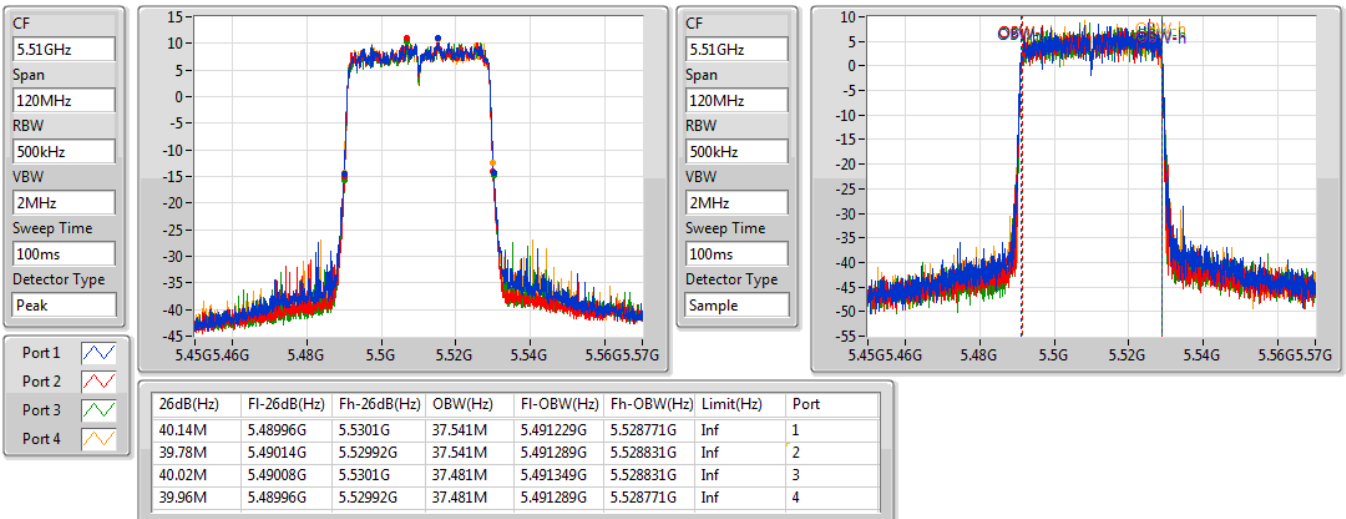 CF
5.51GHz
Span
120MHz
RBW
500kHz
VBW
2MHz
Sweep Time
100ms
Detector Type
Peak
15
10
5
0
-5
-10
-15
-20
-25
-30
-35
-40
-45
5.45G 5.46G 5.48G 5.5G 5.52G 5.54G 5.56G 5.57G
CF
5.51GHz
Span
120MHz
RBW
500kHz
VBW
2MHz
Sweep Time
100ms
Detector Type
Sample
10
5
0
-5
-10
-15
-20
-25
-30
-35
-40
-45
-50
-55
OBW-h
5.45G 5.46G 5.48G 5.5G 5.52G 5.54G 5.56G 5.57G
Port 1
Port 2
Port 3
Port 4
26dB(Hz) Fl-26dB(Hz) Fh-26dB(Hz) OBW(Hz) Fl-OBW(Hz) Fh-OBW(Hz) Limit(Hz) Port
40.14M 5.48996G 5.5301G 37.541M 5.491229G 5.528771G Inf 1
39.78M 5.49014G 5.52992G 37.541M 5.491289G 5.528831G Inf 2
40.02M 5.49008G 5.5301G 37.481M 5.491349G 5.528831G Inf 3
39.96M 5.48996G 5.52992G 37.481M 5.491289G 5.528771G Inf 4